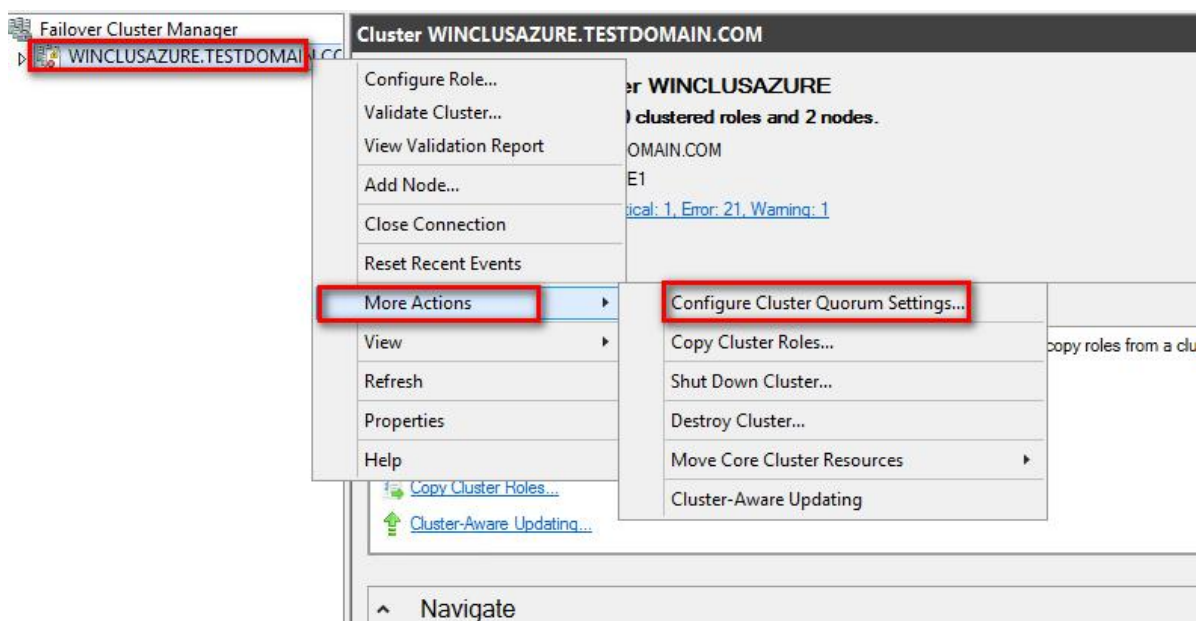 Failover Cluster Manager
WINCLUSAZURE.TESTDOMAIN.CC
Cluster WINCLUSAZURE.TESTDOMAIN.COM
WINCLUSAZURE
clustered roles and 2 nodes.
OMAIN.COM
E1
tical: 1, Error: 21, Warning: 1
Configure Role...
Validate Cluster...
View Validation Report
Add Node...
Close Connection
Reset Recent Events
More Actions
View
Refresh
Properties
Help
Configure Cluster Quorum Settings...
Copy Cluster Roles...
Shut Down Cluster...
Destroy Cluster...
Move Core Cluster Resources
Cluster-Aware Updating
copy roles from a clu
Copy Cluster Roles...
Cluster-Aware Updating...
Navigate